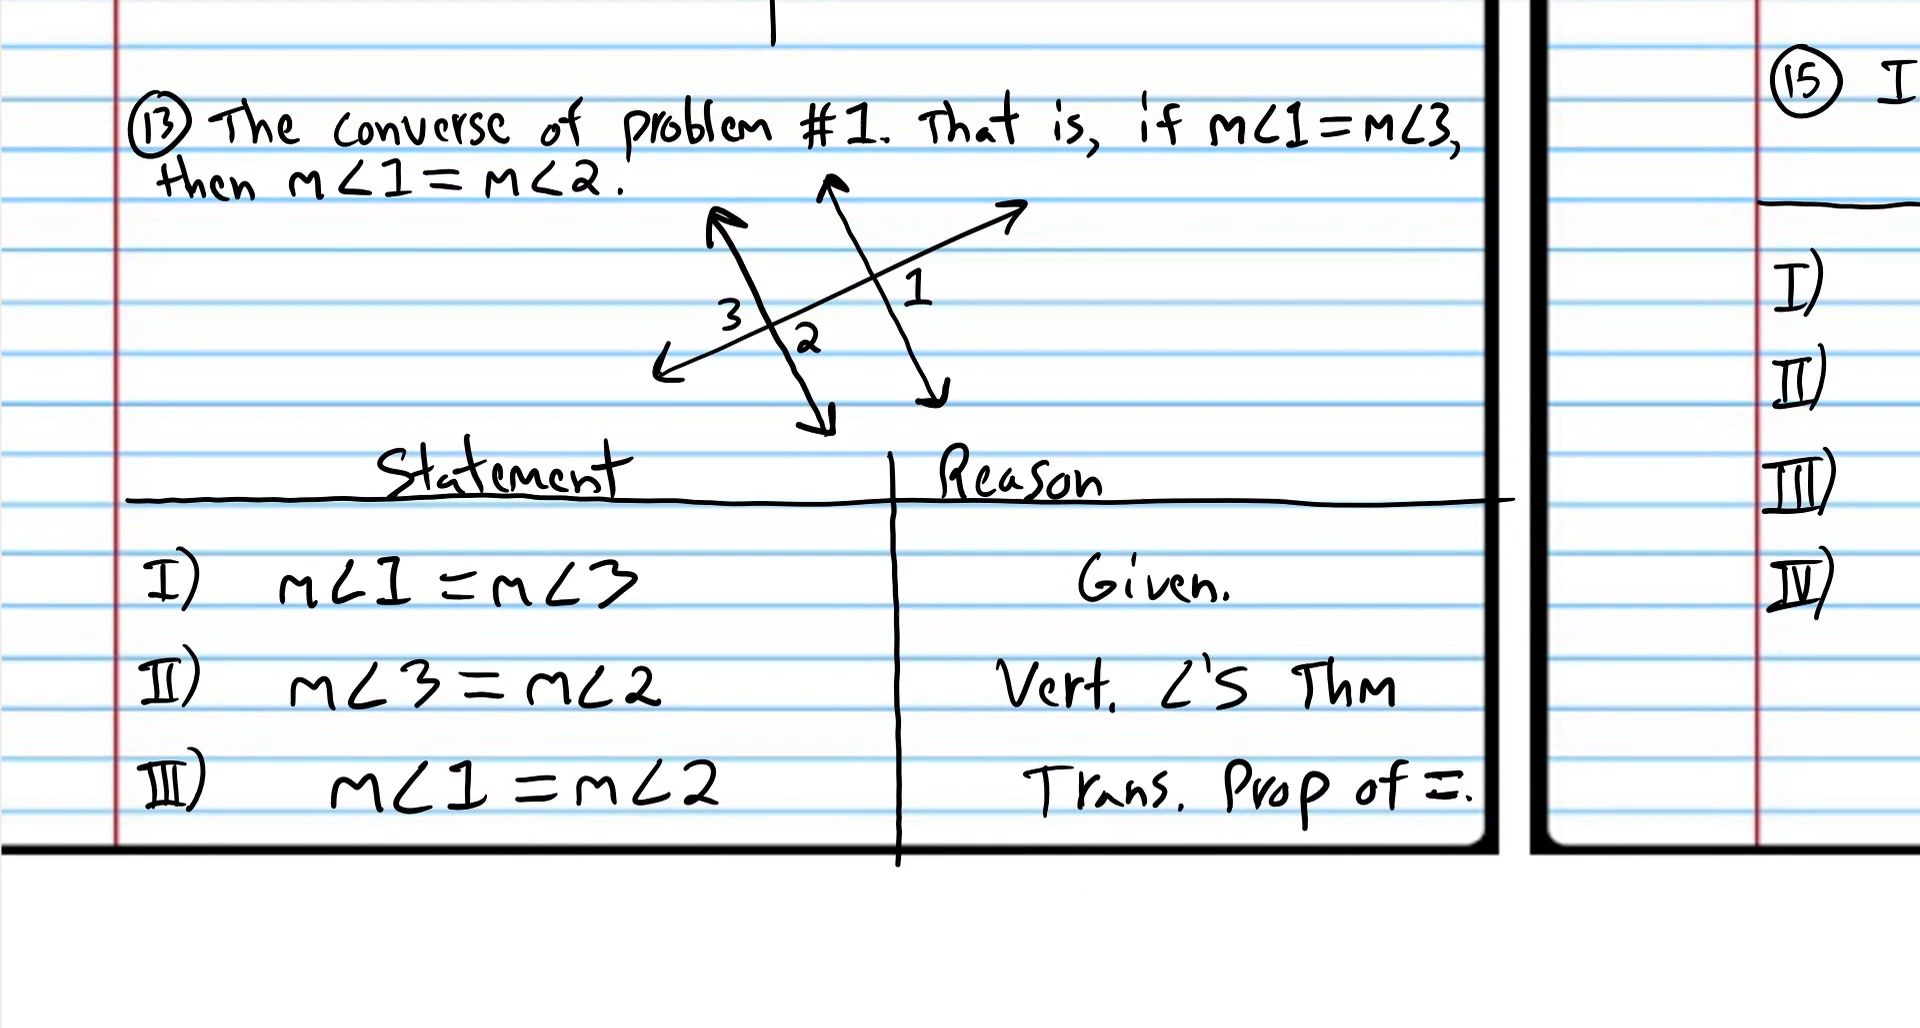 13 The converse of problem #1. That is, if m∠1 = m∠3,
then m∠1 = m∠2.
3 2 1
Statement Reason
I) m∠1 = m∠3 Given.
II) m∠3 = m∠2 Vert. ∠'s Thm
III) m∠1 = m∠2 Trans. Prop of =.
15 I
I)
II)
III)
IV)